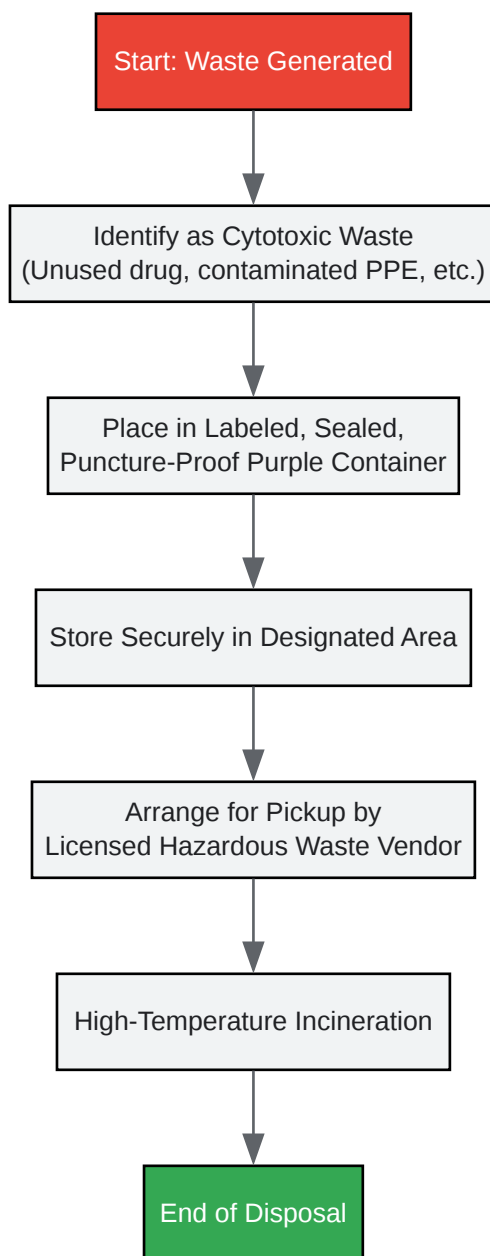 Start: Waste Generated
Identify as Cytotoxic Waste
(Unused drug, contaminated PPE, etc.)
Place in Labeled, Sealed,
Puncture-Proof Purple Container
Store Securely in Designated Area
Arrange for Pickup by
Licensed Hazardous Waste Vendor
High-Temperature Incineration
End of Disposal